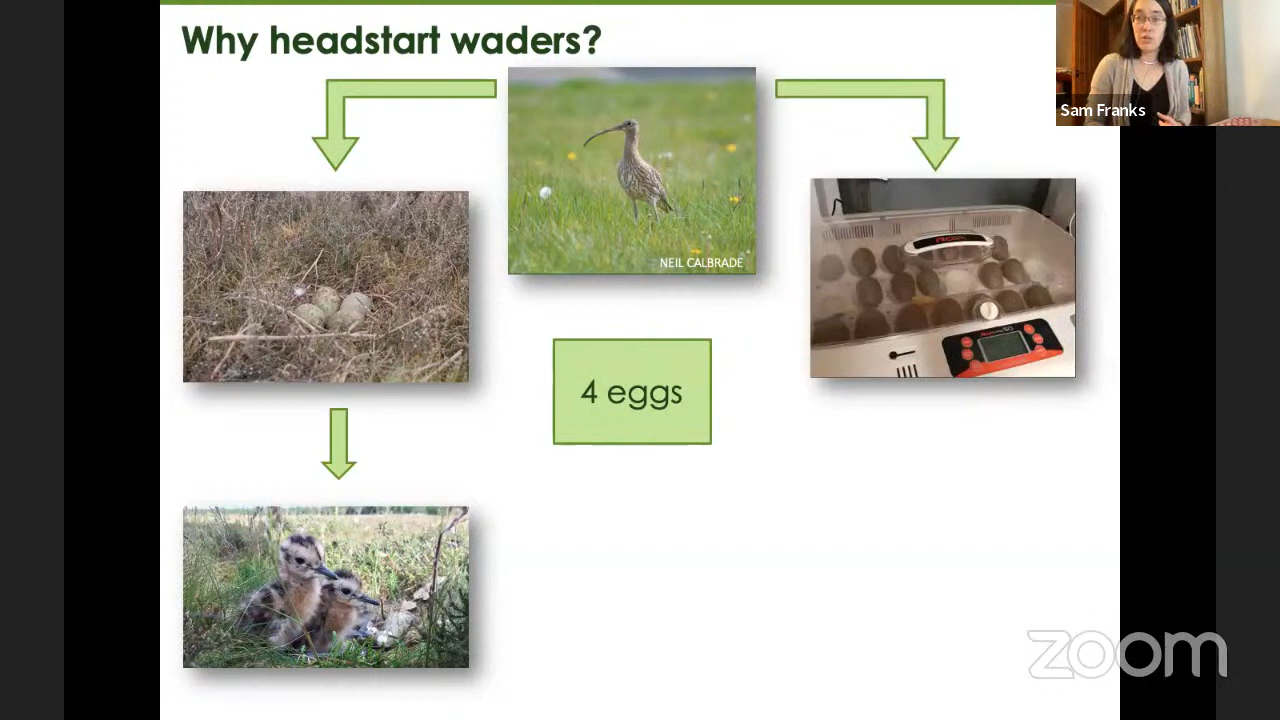 Why headstart waders?
Sam Franks
NEIL CALBRADE
4 eggs
zoom